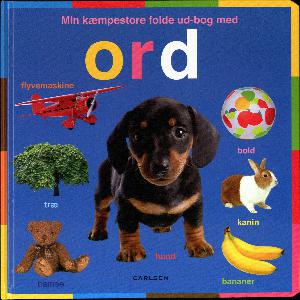 Min kæmpestore folde ud-bog med
ord
flyvemaskine
bold
træ
kanin
hund
bamse
bananer
CARLSEN